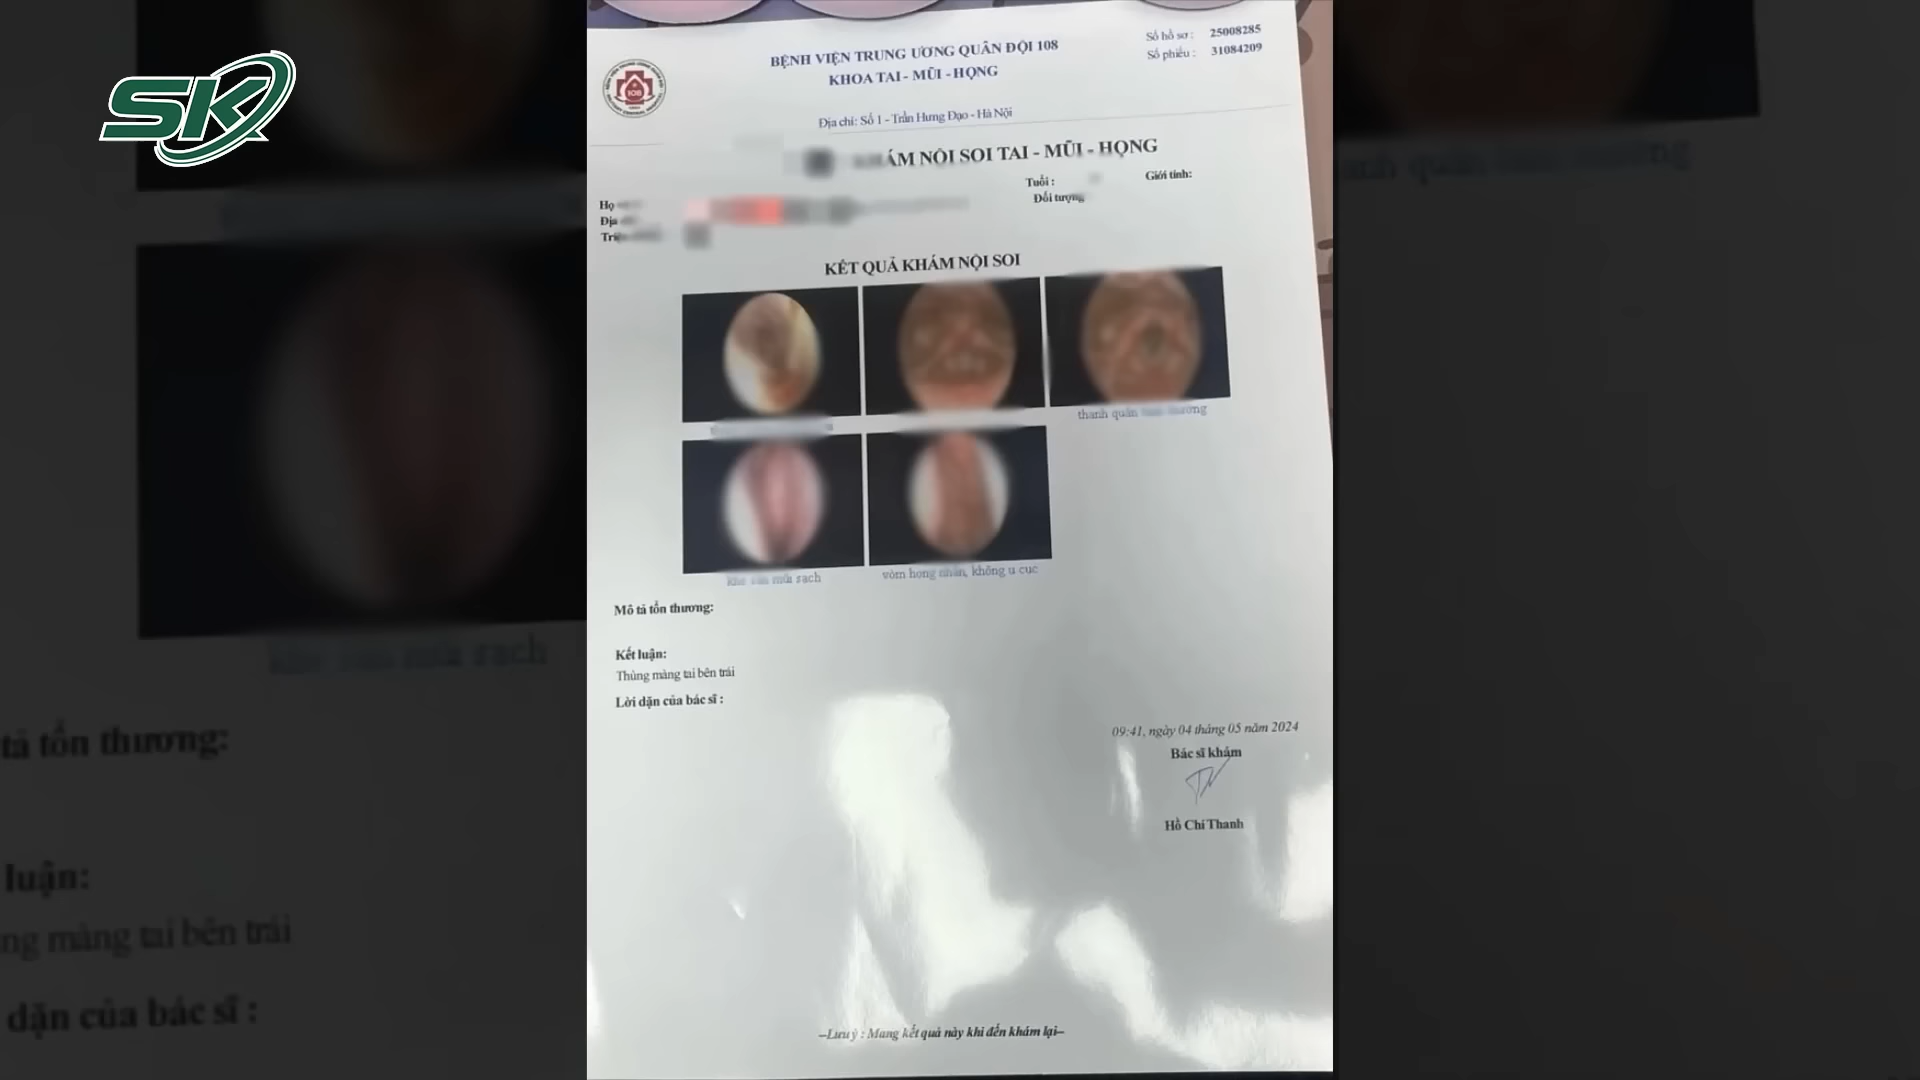 SK
BỆNH VIỆN TRUNG ƯƠNG QUÂN ĐỘI 108
KHOA TAI - MŨI - HỌNG
Số hồ sơ : 25008285
Số phiếu : 31084209
Địa chỉ: Số 1 - Trần Hưng Đạo - Hà Nội
KHÁM NỘI SOI TAI - MŨI - HỌNG
Tuổi :
Giới tính:
Họ
Đối tượng
Địa
KẾT QUẢ KHÁM NỘI SOI
thanh quản
mũi sạch
vòm họng nhẵn, không u cục
Mô tả tổn thương:
Kết luận:
Thủng màng tai bên trái
Lời dặn của bác sĩ :
09:41, ngày 04 tháng 05 năm 2024
Bác sĩ khám
Hồ Chí Thanh
--Lưu ý : Mang kết quả này khi đến khám lại--
tả tổn thương:
luận:
màng tai bên trái
dặn của bác sĩ :